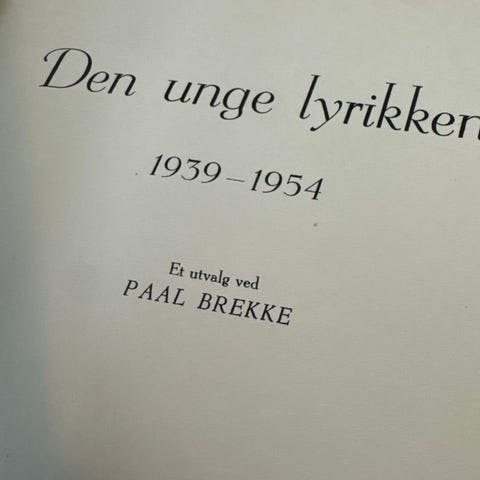 Den unge lyrikken
1939–1954
Et utvalg ved
PAAL BREKKE